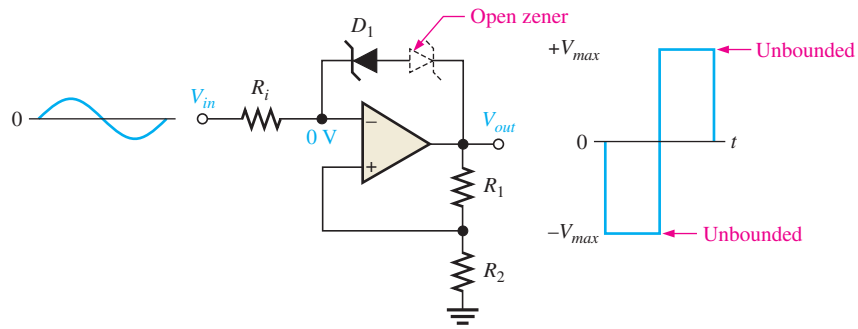 Open zener
D₁
+Vmax
Unbounded
Vin
Ri
0
−
0 V
Vout
0
t
+
R₁
−Vmax
Unbounded
R₂